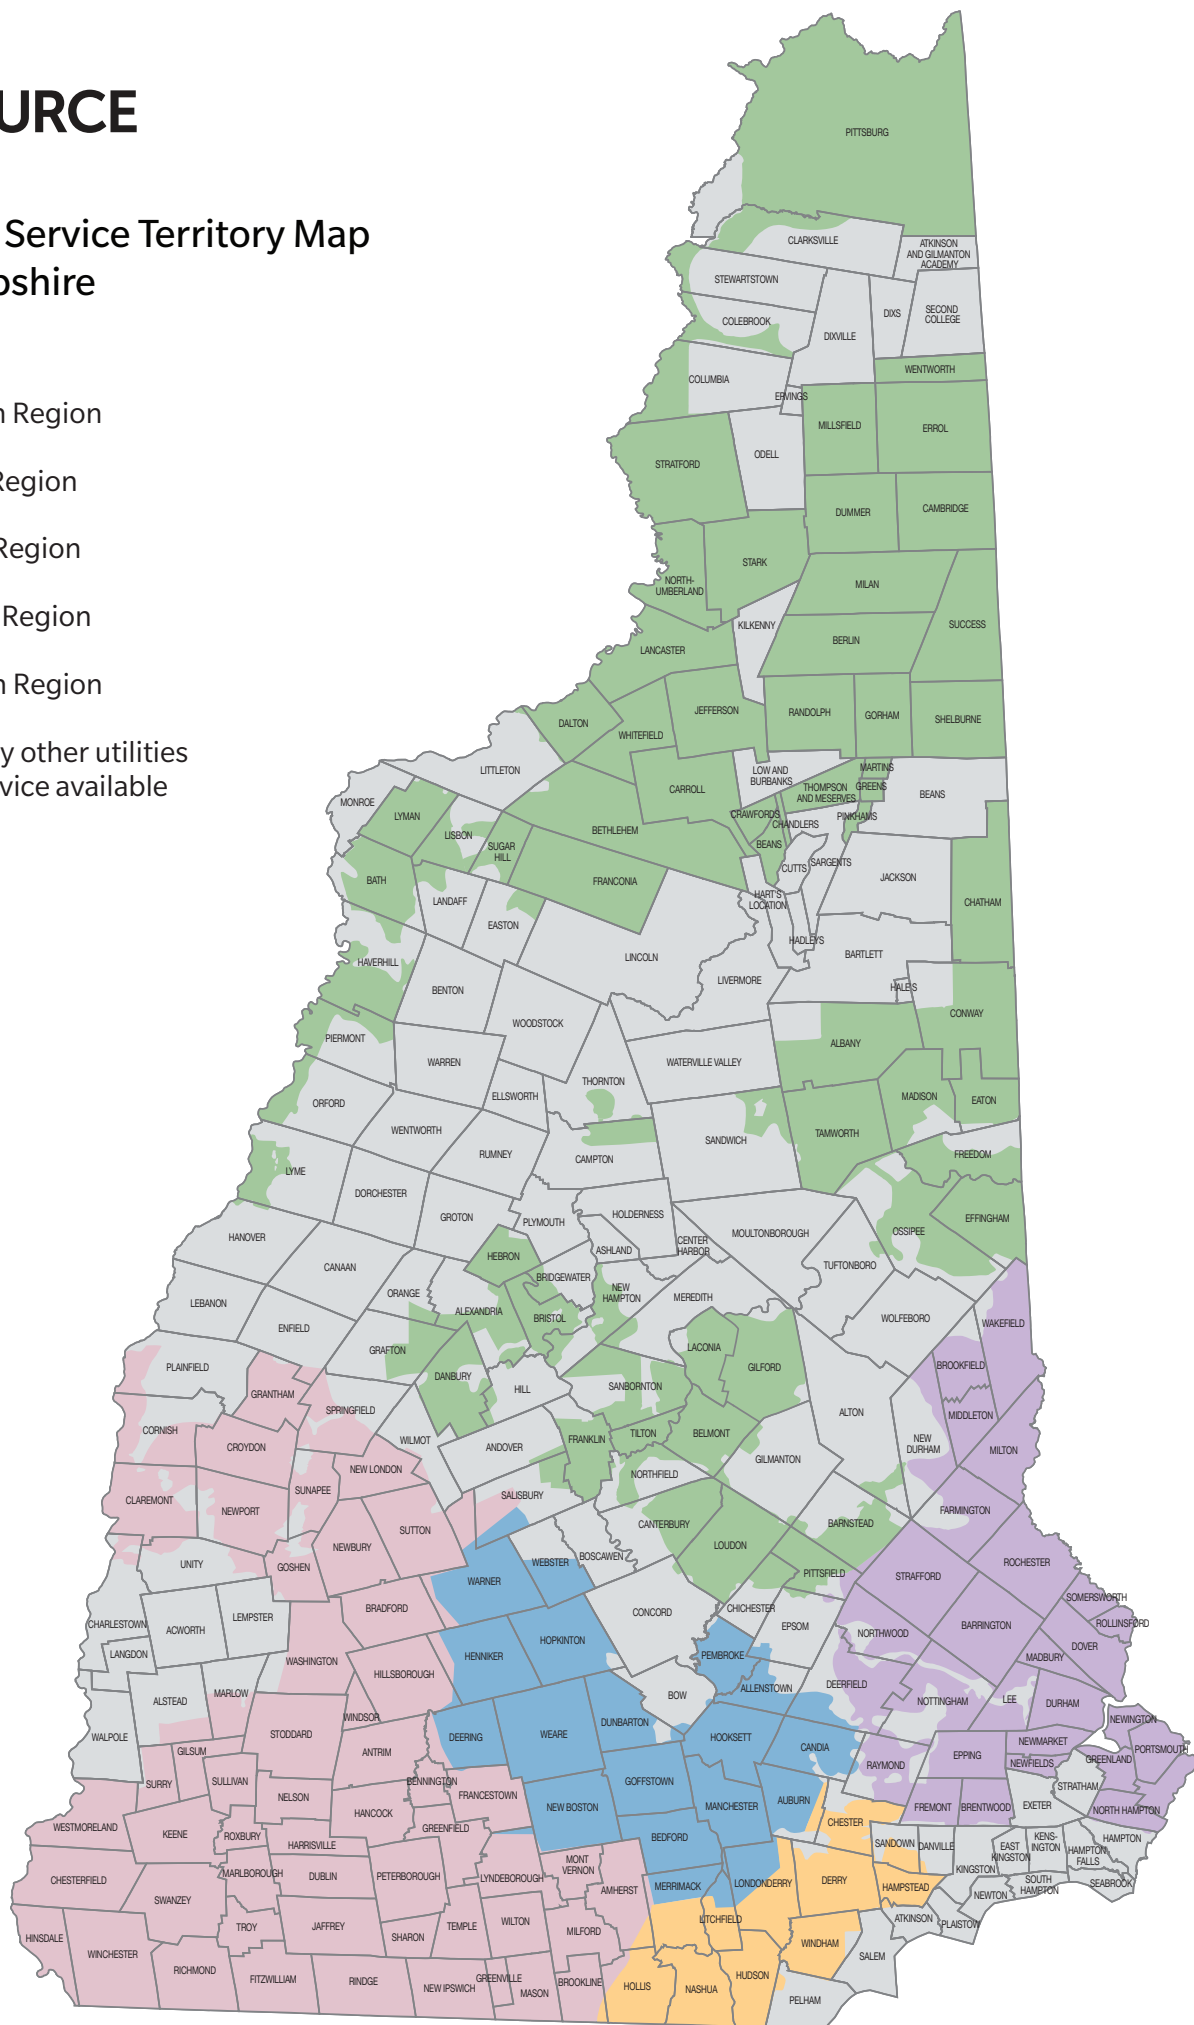 URCE
Service Territory Map
pshire
n Region
Region
Region
Region
n Region
y other utilities
vice available
PITTSBURG
CLARKSVILLE
ATKINSON
AND GILMANTON
ACADEMY
STEWARTSTOWN
COLEBROOK
DIXVILLE
DIXS
SECOND
COLLEGE
WENTWORTH
COLUMBIA
ERVINGS
MILLSFIELD
ERROL
ODELL
STRATFORD
DUMMER
CAMBRIDGE
STARK
NORTH-
UMBERLAND
MILAN
KILKENNY
SUCCESS
BERLIN
LANCASTER
JEFFERSON
RANDOLPH
GORHAM
SHELBURNE
DALTON
WHITEFIELD
LITTLETON
LOW AND
BURBANKS
MARTINS
GREENS
THOMPSON
AND MESERVES
BEANS
CARROLL
MONROE
LYMAN
LISBON
SUGAR
HILL
BETHLEHEM
CRAWFORDS
CHANDLERS
PINKHAMS
BEANS
CUTTS
SARGENTS
JACKSON
BATH
LANDAFF
FRANCONIA
HART'S
LOCATION
CHATHAM
EASTON
HADLEYS
BARTLETT
HAVERHILL
LINCOLN
LIVERMORE
HALE'S
BENTON
WOODSTOCK
CONWAY
PIERMONT
ALBANY
WARREN
WATERVILLE VALLEY
THORNTON
ELLSWORTH
MADISON
EATON
ORFORD
WENTWORTH
SANDWICH
TAMWORTH
RUMNEY
CAMPTON
FREEDOM
LYME
DORCHESTER
GROTON
PLYMOUTH
HOLDERNESS
EFFINGHAM
HANOVER
ASHLAND
CENTER
HARBOR
MOULTONBOROUGH
OSSIPEE
HEBRON
CANAAN
BRIDGEWATER
TUFTONBORO
ORANGE
NEW
HAMPTON
MEREDITH
LEBANON
ALEXANDRIA
BRISTOL
WOLFEBORO
WAKEFIELD
ENFIELD
GRAFTON
LACONIA
GILFORD
BROOKFIELD
PLAINFIELD
DANBURY
HILL
SANBORNTON
GRANTHAM
SPRINGFIELD
ALTON
MIDDLETON
CORNISH
CROYDON
WILMOT
ANDOVER
FRANKLIN
TILTON
BELMONT
NEW
DURHAM
MILTON
GILMANTON
NEW LONDON
NORTHFIELD
CLAREMONT
SUNAPEE
SALISBURY
NEWPORT
CANTERBURY
BARNSTEAD
FARMINGTON
SUTTON
NEWBURY
LOUDON
UNITY
GOSHEN
WEBSTER
BOSCAWEN
PITTSFIELD
STRAFFORD
ROCHESTER
WARNER
SOMERSWORTH
CHARLESTOWN
ACWORTH
LEMPSTER
BRADFORD
CONCORD
CHICHESTER
EPSOM
BARRINGTON
ROLLINSFORD
HOPKINTON
NORTHWOOD
DOVER
LANGDON
HENNIKER
PEMBROKE
MADBURY
WASHINGTON
HILLSBOROUGH
ALSTEAD
MARLOW
BOW
ALLENSTOWN
DEERFIELD
NOTTINGHAM
LEE
DURHAM
WINDSOR
DUNBARTON
NEWINGTON
WALPOLE
STODDARD
DEERING
WEARE
HOOKSETT
CANDIA
NEWMARKET
PORTSMOUTH
GILSUM
ANTRIM
RAYMOND
EPPING
NEWFIELDS
GREENLAND
SURRY
SULLIVAN
BENNINGTON
GOFFSTOWN
STRATHAM
NELSON
FRANCESTOWN
NEW BOSTON
MANCHESTER
AUBURN
FREMONT
BRENTWOOD
EXETER
NORTH HAMPTON
HANCOCK
WESTMORELAND
KEENE
ROXBURY
GREENFIELD
CHESTER
HARRISVILLE
BEDFORD
SANDOWN
DANVILLE
EAST
KINGSTON
KENS-
INGTON
HAMPTON
HAMPTON
FALLS
MONT
VERNON
KINGSTON
CHESTERFIELD
MARLBOROUGH
DUBLIN
PETERBOROUGH
LYNDEBOROUGH
AMHERST
MERRIMACK
LONDONDERRY
DERRY
HAMPSTEAD
SOUTH
HAMPTON
SEABROOK
SWANZEY
NEWTON
LITCHFIELD
ATKINSON
PLAISTOW
TROY
JAFFREY
SHARON
TEMPLE
WILTON
MILFORD
HINSDALE
WINCHESTER
WINDHAM
SALEM
RICHMOND
FITZWILLIAM
RINDGE
NEW IPSWICH
GREENVILLE
MASON
BROOKLINE
HOLLIS
NASHUA
HUDSON
PELHAM